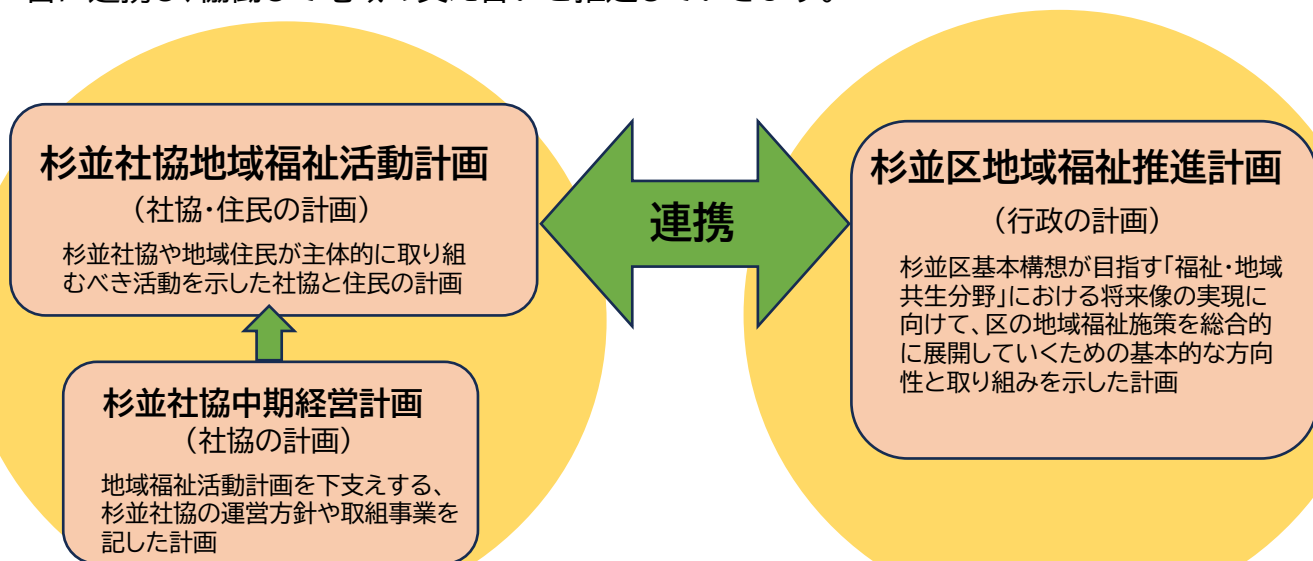 杉並社協地域福祉活動計画
（社協・住民の計画）
杉並社協や地域住民が主体的に取り組
むべき活動を示した社協と住民の計画
杉並社協中期経営計画
（社協の計画）
地域福祉活動計画を下支えする、
杉並社協の運営方針や取組事業を
記した計画
連携
杉並区地域福祉推進計画
（行政の計画）
杉並区基本構想が目指す「福祉・地域
共生分野」における将来像の実現に
向けて、区の地域福祉施策を総合的
に展開していくための基本的な方向
性と取り組みを示した計画